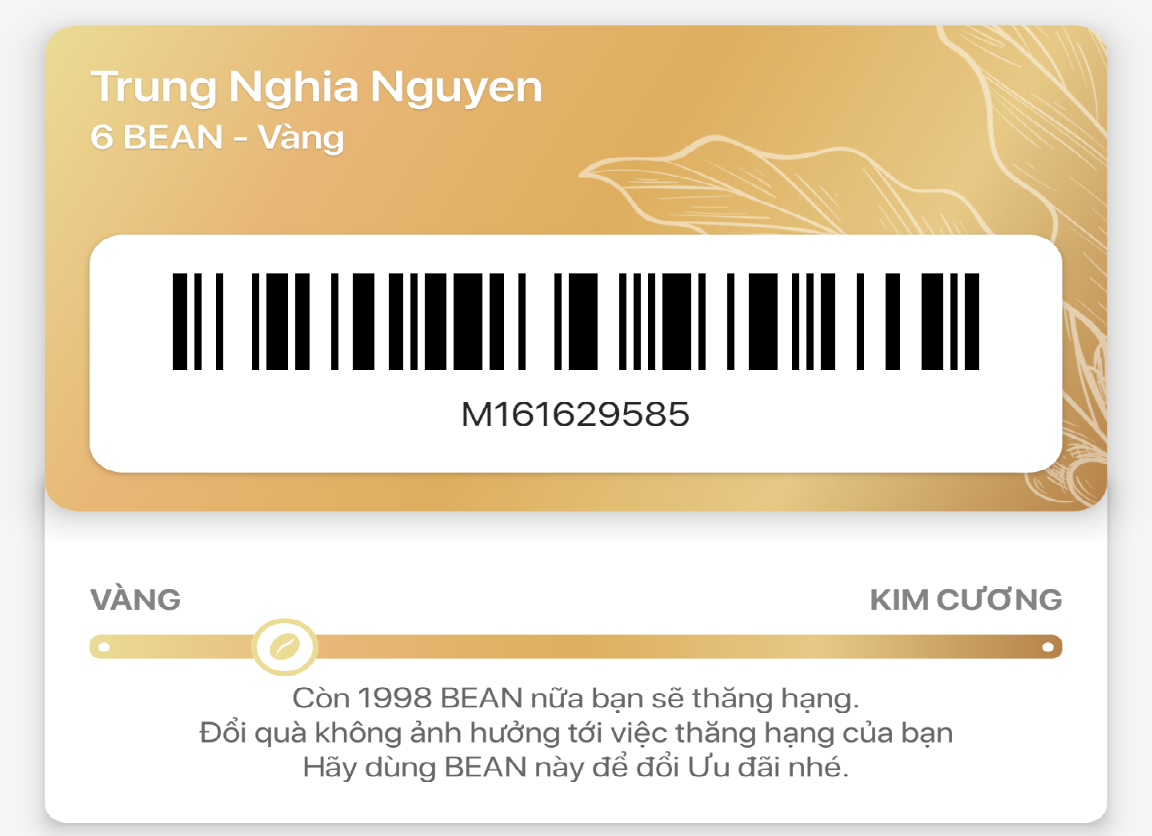 Trung Nghia Nguyen
6 BEAN - Vàng
M161629585
VÀNG
KIM CƯƠNG
Còn 1998 BEAN nữa bạn sẽ thăng hạng.
Đổi quà không ảnh hưởng tới việc thăng hạng của bạn
Hãy dùng BEAN này để đổi Ưu đãi nhé.